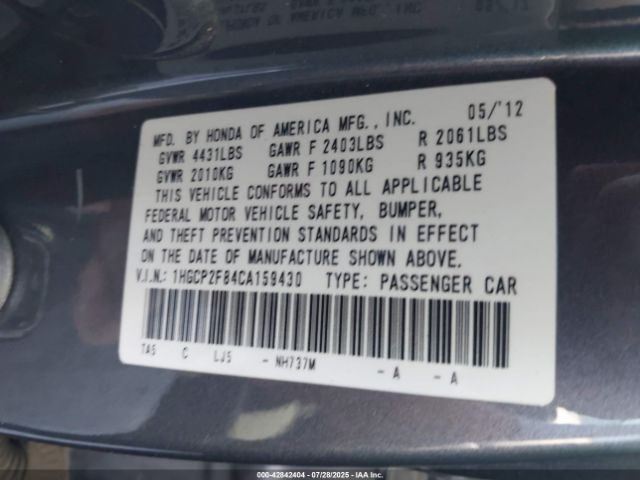 MFD. BY HONDA OF AMERICA MFG., INC. 05/'12
GVWR 4431LBS GAWR F 2403LBS R 2061LBS
GVWR 2010KG GAWR F 1090KG R 935KG
THIS VEHICLE CONFORMS TO ALL APPLICABLE
FEDERAL MOTOR VEHICLE SAFETY, BUMPER,
AND THEFT PREVENTION STANDARDS IN EFFECT
ON THE DATE OF MANUFACTURE SHOWN ABOVE.
V.I.N.: 1HGCP2F84CA159430 TYPE: PASSENGER CAR
TA5 C LJ5 - NH737M - A - A
000-42842404 | 07/28/2025 - IAA Inc.